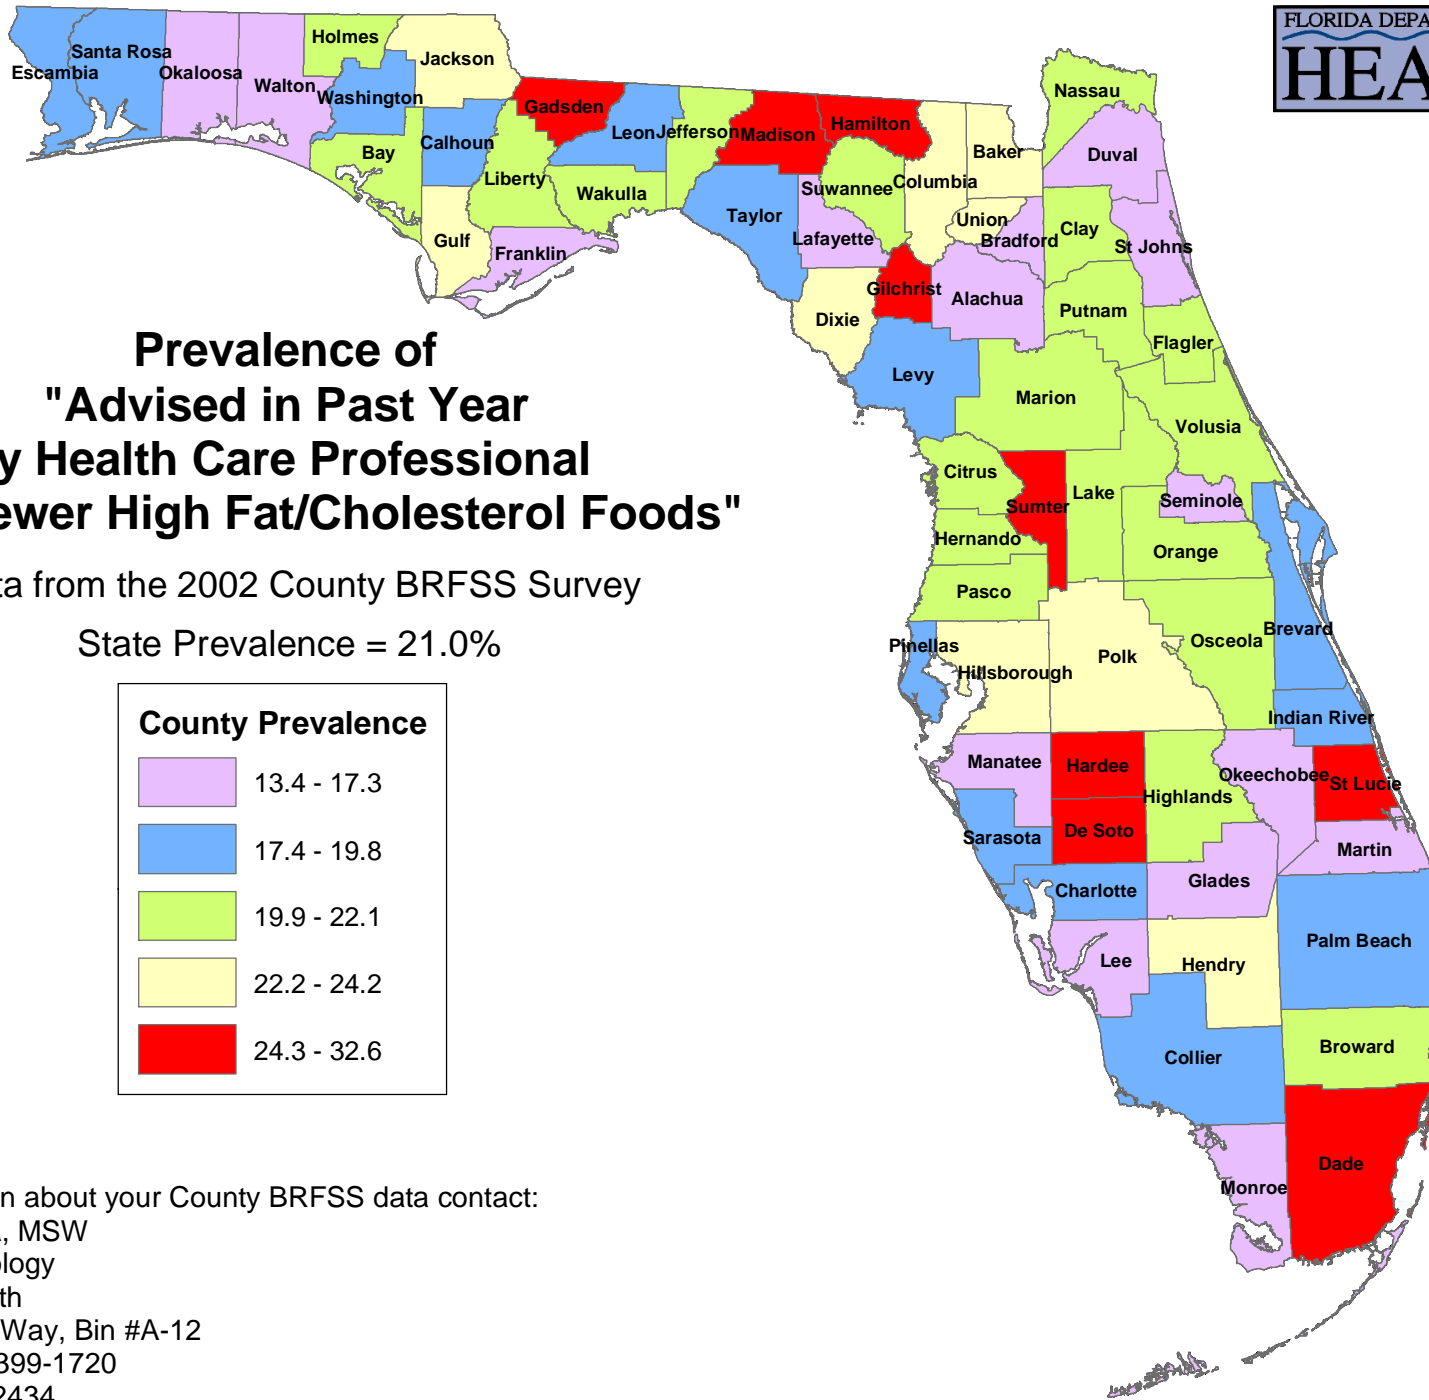 FLORIDA DEPA
HEA
Holmes
Jackson
Santa Rosa
Escambia
Okaloosa
Walton
Washington
Nassau
Gadsden
Leon
Jefferson
Madison
Hamilton
Calhoun
Bay
Baker
Duval
Liberty
Wakulla
Suwannee
Columbia
Taylor
Union
Bradford
Clay
St Johns
Lafayette
Gulf
Franklin
Gilchrist
Alachua
Putnam
Dixie
Flagler
Levy
Marion
Volusia
Prevalence of
"Advised in Past Year
y Health Care Professional
ewer High Fat/Cholesterol Foods"
ta from the 2002 County BRFSS Survey
State Prevalence = 21.0%
Citrus
Sumter
Lake
Seminole
Hernando
Orange
Pasco
Pinellas
Hillsborough
Polk
Osceola
Brevard
Indian River
Manatee
Hardee
Highlands
Okeechobee
St Lucie
Sarasota
De Soto
Martin
Charlotte
Glades
Lee
Hendry
Palm Beach
Collier
Broward
Dade
Monroe
County Prevalence
13.4 - 17.3
17.4 - 19.8
19.9 - 22.1
22.2 - 24.2
24.3 - 32.6
n about your County BRFSS data contact:
, MSW
ology
th
Way, Bin #A-12
399-1720
2434